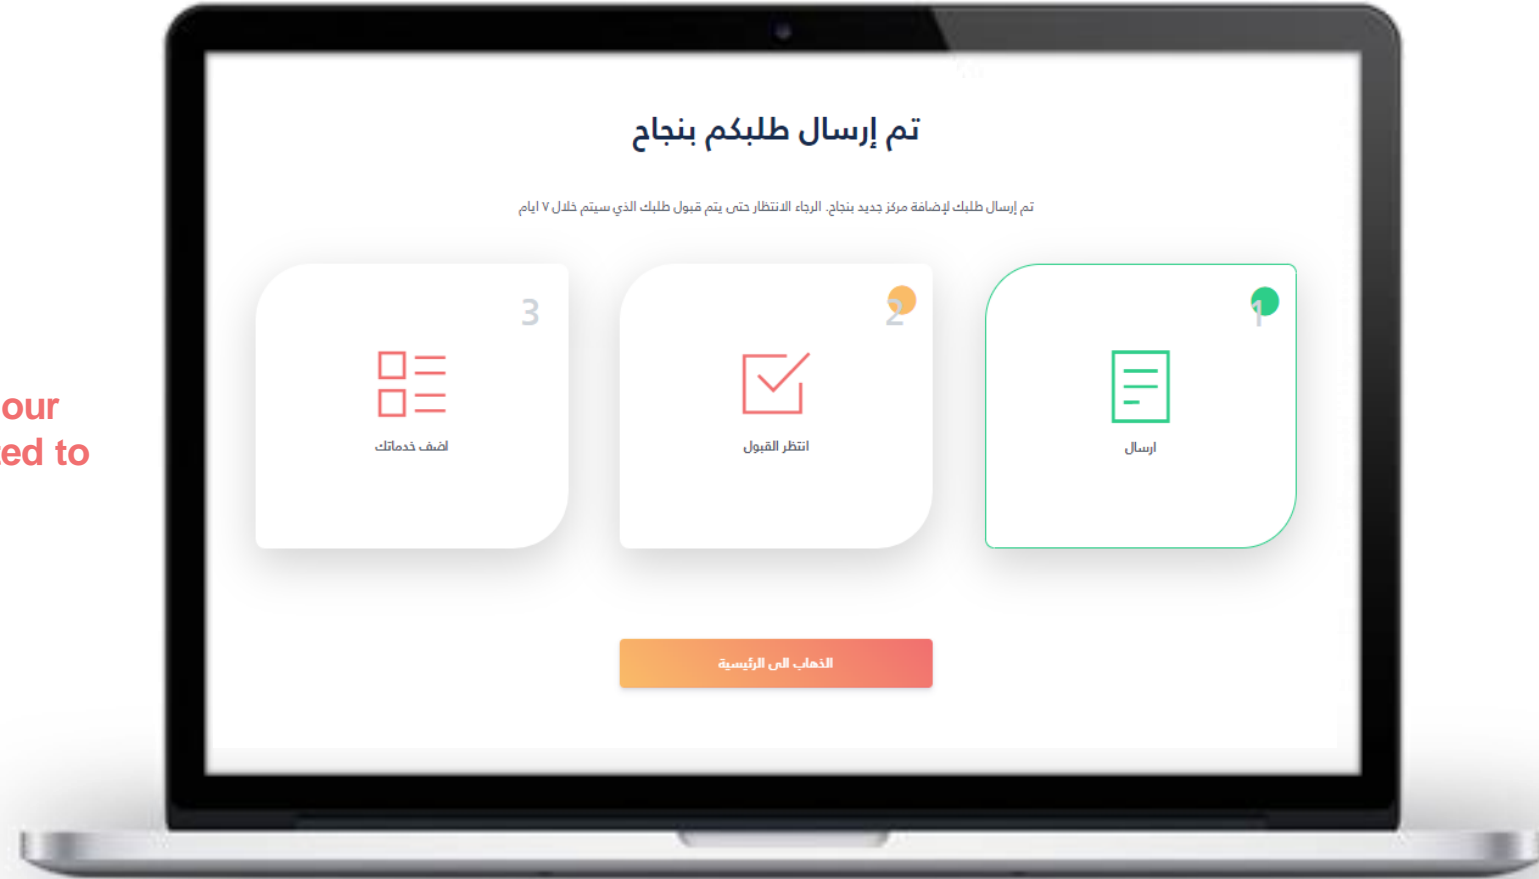 تم إرسال طلبكم بنجاح
تم إرسال طلبك لإضافة مركز جديد بنجاح. الرجاء الانتظار حتى يتم قبول طلبك الذي سيتم خلال ٧ ايام
1
ارسال
2
انتظر القبول
3
اضف خدماتك
الذهاب الى الرئيسية
our
ed to